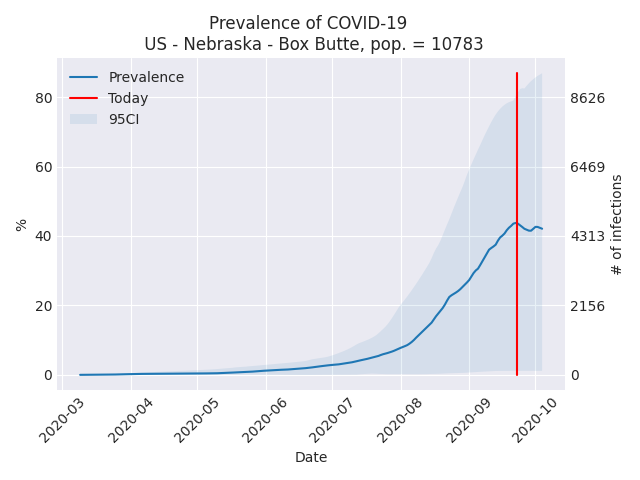 Prevalence of COVID-19
US - Nebraska - Box Butte, pop. = 10783
Prevalence
Today
95CI
80
60
40
20
0
%
8626
6469
4313
2156
0
# of infections
2020-03
2020-04
2020-05
2020-06
2020-07
2020-08
2020-09
2020-10
Date